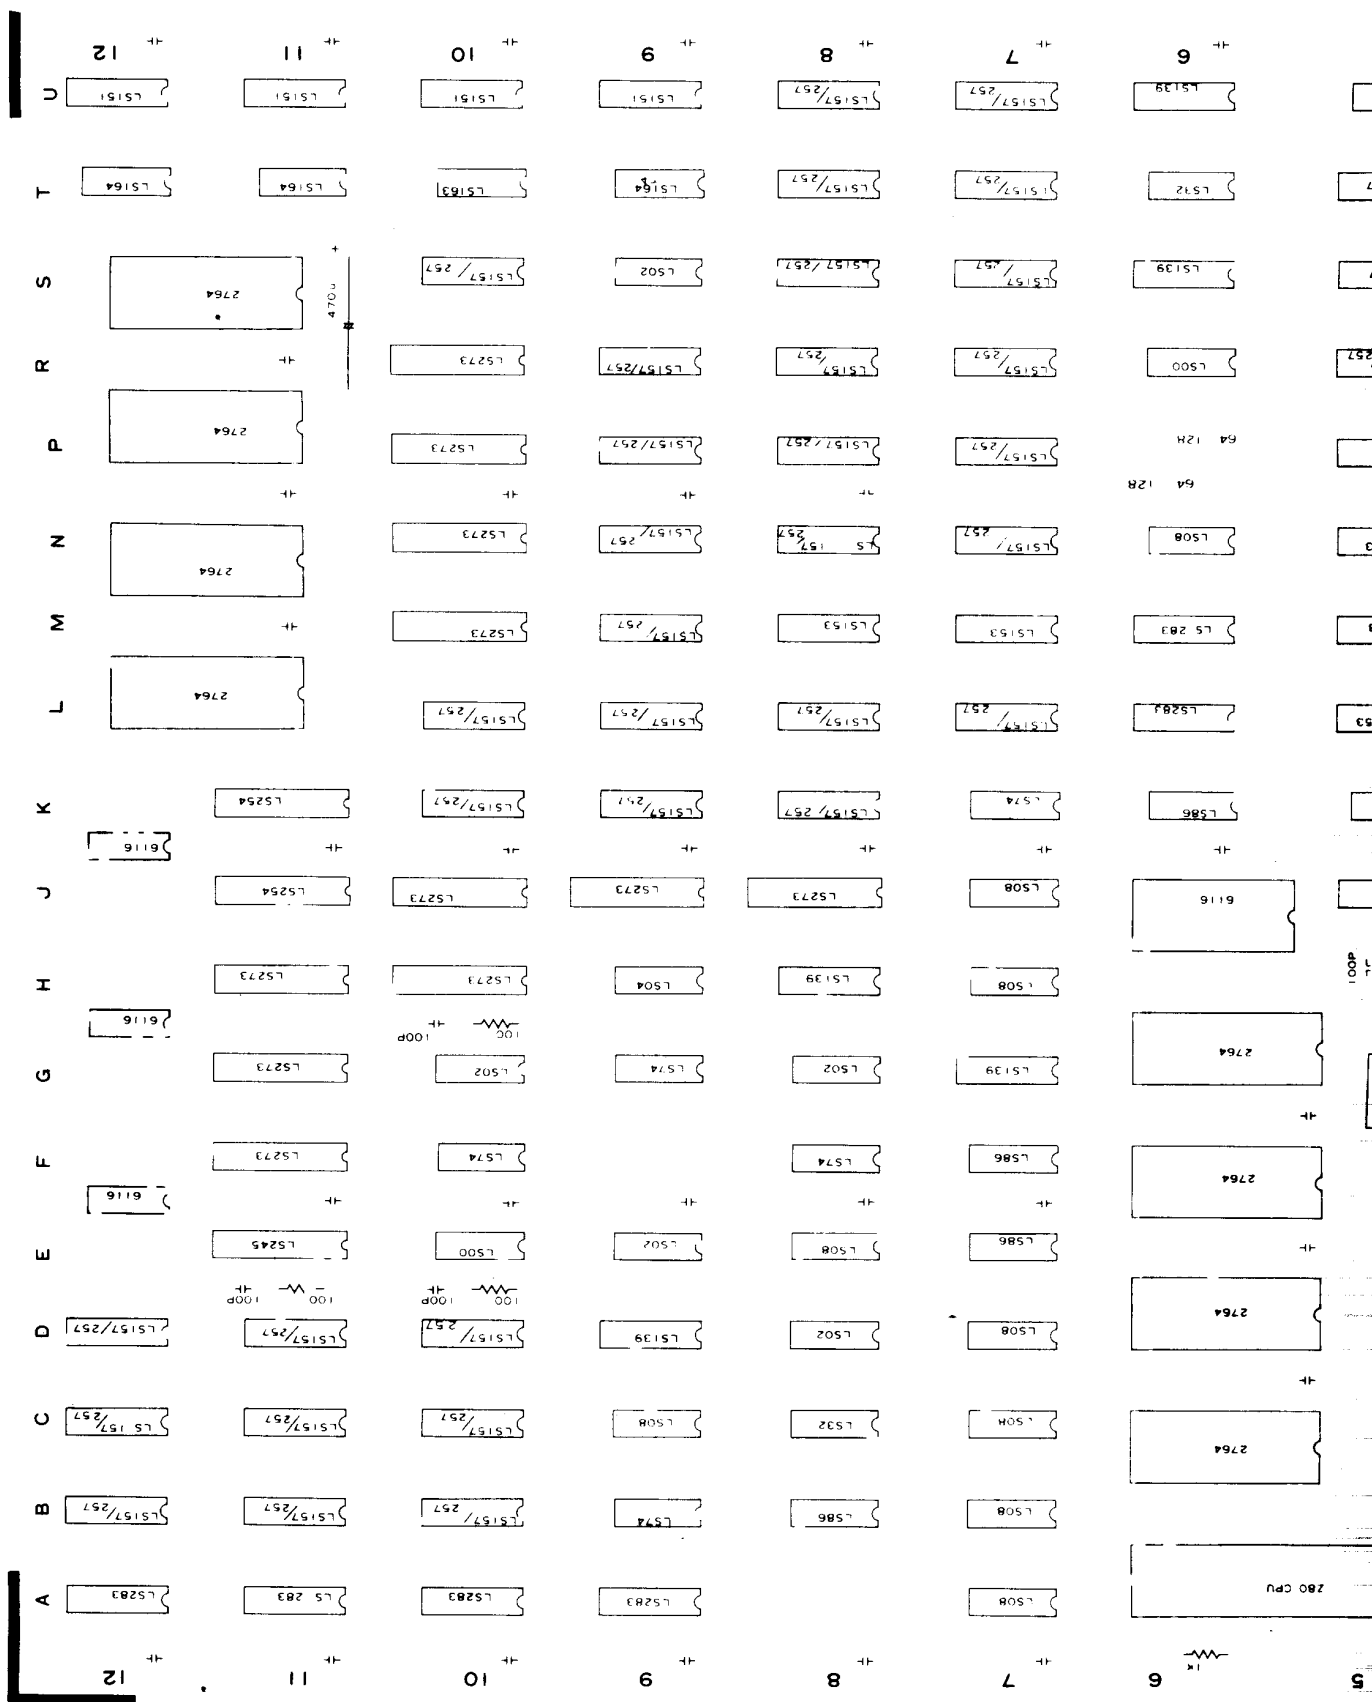 12 11 10 9 8 7 6
U LS151 LS151 LS151 LS151 LS157/257 LS157/257 LS139
T LS164 LS164 LS163 LS164 LS157/257 LS157/257 LS32
S 2764 470u + LS157/257 LS02 LS157/257 LS157/257 LS139
R LS273 LS157/257 LS157/257 LS157/257 LS00 257
P 2764 LS273 LS157/257 LS157/257 LS157/257 64 128
64 128
N 2764 LS273 LS157/257 LS157/257 LS157/257 LS08
M LS273 LS157/257 LS153 LS153 LS283
L 2764 LS157/257 LS157/257 LS157/257 LS157/257 LS283 53
K LS254 LS157/257 LS157/257 LS157/257 LS74 LS86
6116
J LS254 LS273 LS273 LS273 LS08 6116
H LS273 LS273 LS04 LS139 LS08 100P
6116 100P 100
G LS273 LS02 LS74 LS02 LS139 2764
F LS273 LS74 LS74 LS86 2764
6116
E LS245 LS00 LS02 LS08 LS86
100P 100 100P 100
D LS157/257 LS157/257 LS157/257 LS139 LS02 LS08 2764
C LS157/257 LS157/257 LS157/257 LS08 LS32 LS08 2764
B LS157/257 LS157/257 LS157/257 LS74 LS86 LS08
A LS283 LS283 LS283 LS283 LS08 Z80 CPU
1K
12 11 10 9 8 7 6 5